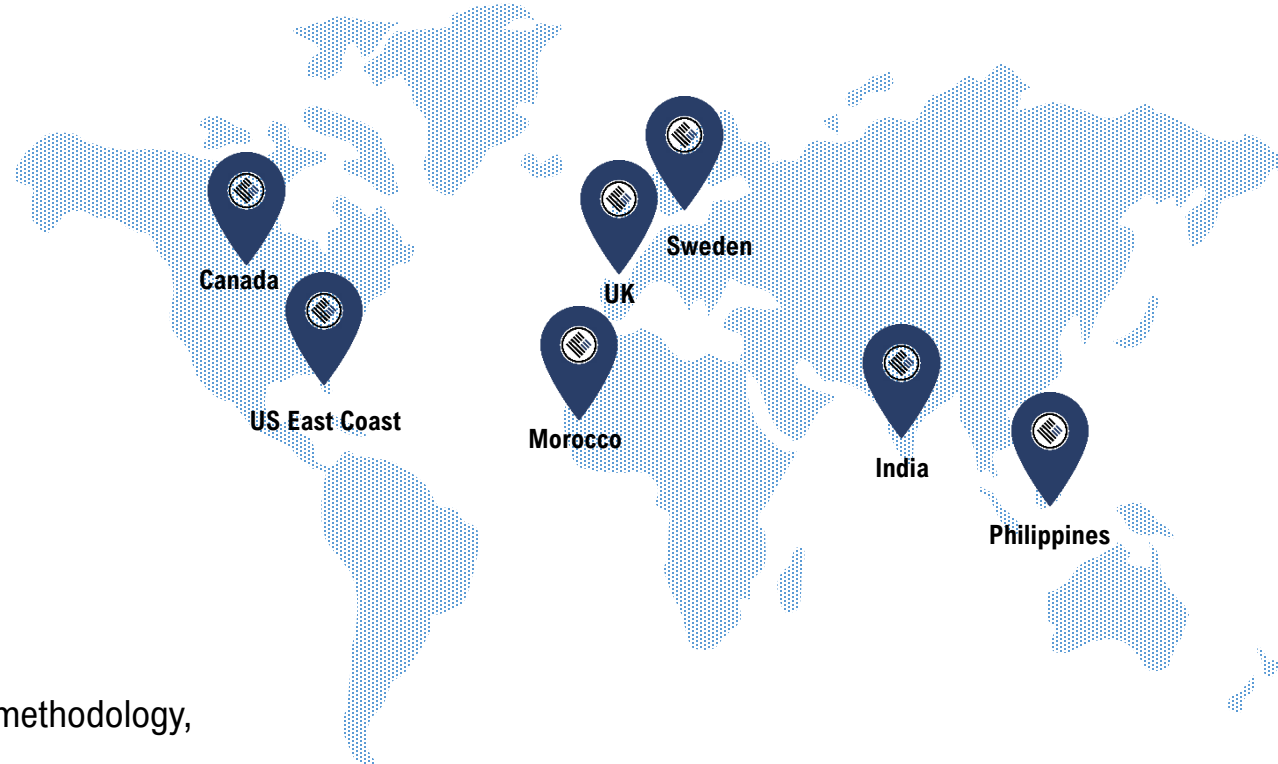 Sweden
Canada
UK
US East Coast
Morocco
India
Philippines
methodology,